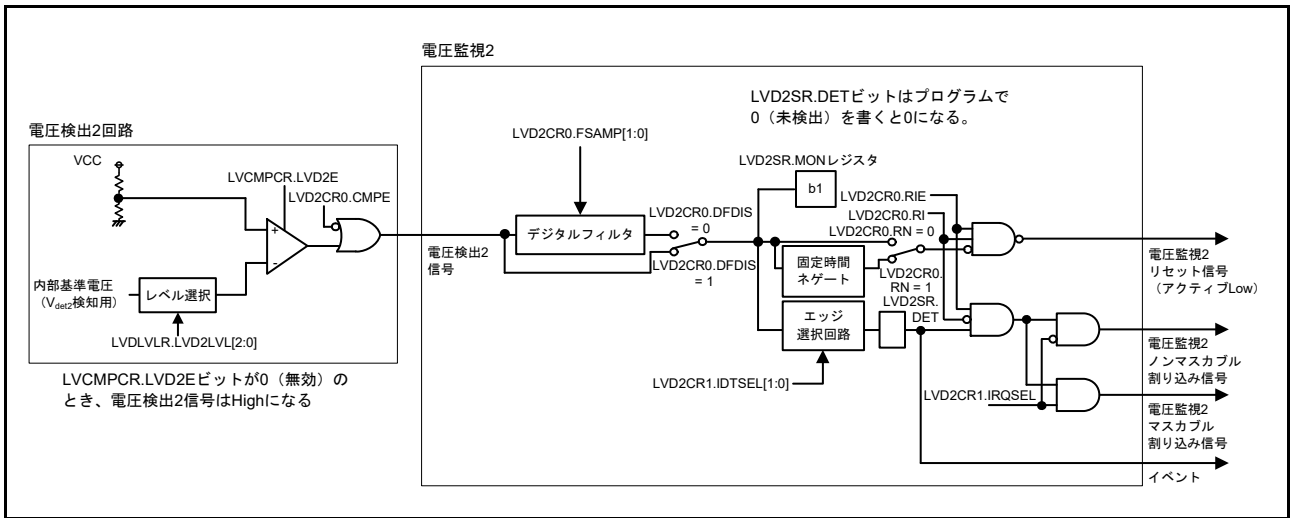 電圧監視2
LVD2SR.DETビットはプログラムで
0（未検出）を書くと0になる。
電圧検出2回路
VCC
LVCMPCR.LVD2E
LVD2CR0.CMPE
内部基準電圧
（Vdet2検知用）
レベル選択
LVDLVLR.LVD2LVL[2:0]
LVCMPCR.LVD2Eビットが0（無効）の
とき、電圧検出2信号はHighになる
電圧検出2
信号
LVD2CR0.FSAMP[1:0]
デジタルフィルタ
LVD2CR0.DFDIS
= 0
LVD2CR0.DFDIS
= 1
LVD2SR.MONレジスタ
b1
LVD2CR0.RIE
LVD2CR0.RI
LVD2CR0.RN = 0
固定時間
ネゲート
LVD2CR0.
RN = 1
LVD2SR.
DET
エッジ
選択回路
LVD2CR1.IDTSEL[1:0]
LVD2CR1.IRQSEL
電圧監視2
リセット信号
（アクティブLow）
電圧監視2
ノンマスカブル
割り込み信号
電圧監視2
マスカブル
割り込み信号
イベント
+
-